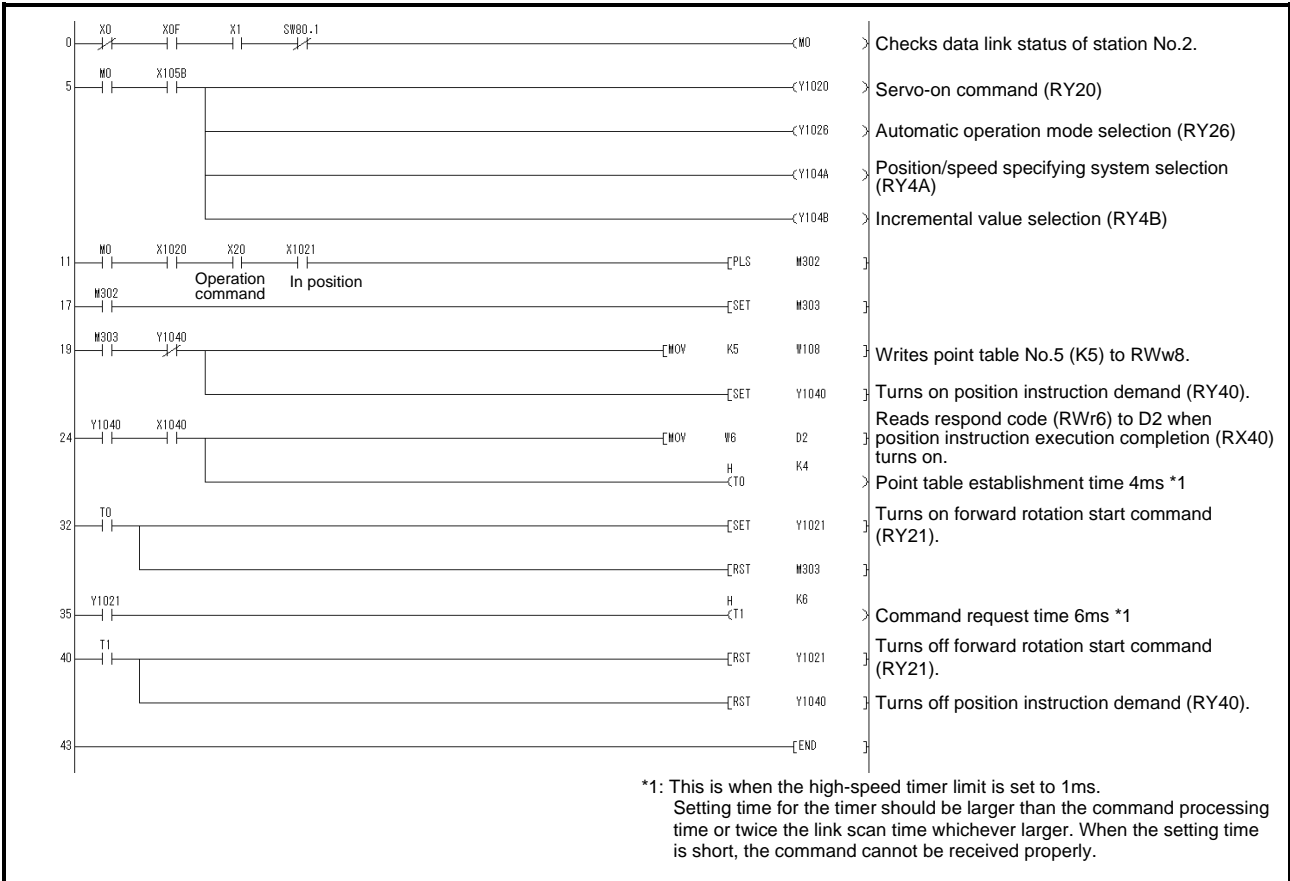 X0 X0F X1 SW80.1
0 (M0 ) Checks data link status of station No.2.
M0 X105B
5 (Y1020 ) Servo-on command (RY20)
(Y1026 ) Automatic operation mode selection (RY26)
(Y104A ) Position/speed specifying system selection
(RY4A)
(Y104B ) Incremental value selection (RY4B)
M0 X1020 X20 X1021
11 [PLS M302 ]
Operation In position
command
M302
17 [SET M303 ]
M303 Y1040
19 [MOV K5 W108 ] Writes point table No.5 (K5) to RWw8.
[SET Y1040 ] Turns on position instruction demand (RY40).
Y1040 X1040 Reads respond code (RWr6) to D2 when
24 [MOV W6 D2 ] position instruction execution completion (RX40)
turns on.
H K4
(T0 ) Point table establishment time 4ms *1
T0 Turns on forward rotation start command
32 [SET Y1021 ] (RY21).
[RST M303 ]
Y1021 H K6
35 (T1 ) Command request time 6ms *1
T1 Turns off forward rotation start command
40 [RST Y1021 ] (RY21).
[RST Y1040 ] Turns off position instruction demand (RY40).
43 [END ]
*1: This is when the high-speed timer limit is set to 1ms.
Setting time for the timer should be larger than the command processing
time or twice the link scan time whichever larger. When the setting time
is short, the command cannot be received properly.